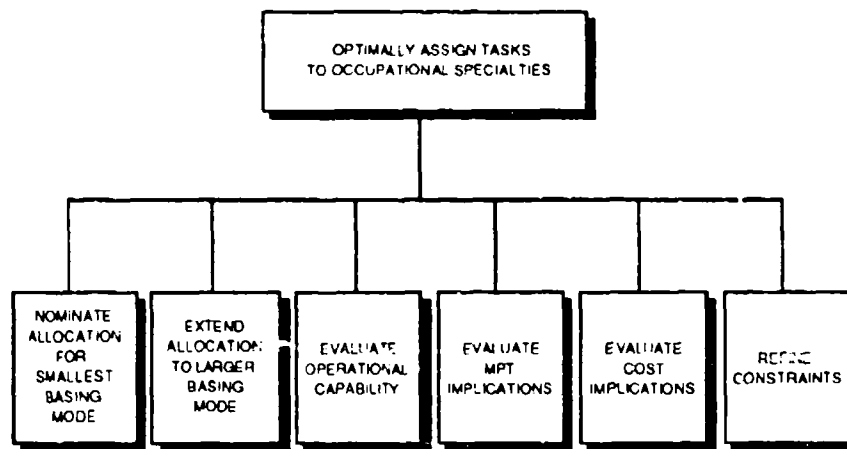 OPTIMALLY ASSIGN TASKS
TO OCCUPATIONAL SPECIALTIES
NOMINATE
ALLOCATION
FOR
SMALLEST
BASING
MODE
EXTEND
ALLOCATION
TO LARGER
BASING
MODE
EVALUATE
OPERATIONAL
CAPABILITY
EVALUATE
MPT
IMPLICATIONS
EVALUATE
COST
IMPLICATIONS
REFINE
CONSTRAINTS